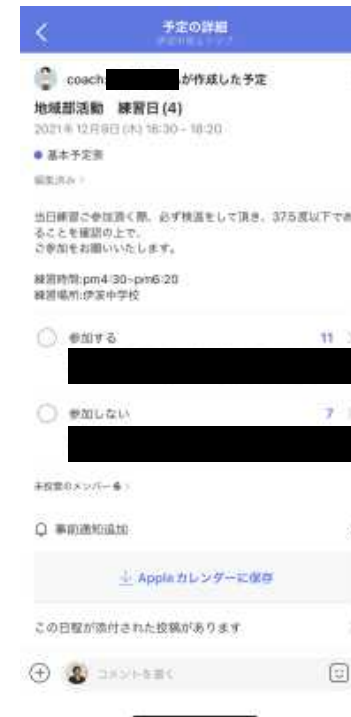 予定の詳細
coach
が作成した予定
地域部活動 練習日(4)
2021年12月9日(木) 16:30 - 18:20
基本予定表
編集済み
当日練習ご参加頂く際、必ず検温をして頂き、37.5度以下であ
ることを確認の上で、
ご参加をお願いいたします。
練習時間:pm4:30~pm6:20
練習場所:伊波中学校
参加する 11
参加しない 7
未投票のメンバー
事前通知追加
Apple カレンダーに保存
この日程が添付された投稿があります
コメントを書く